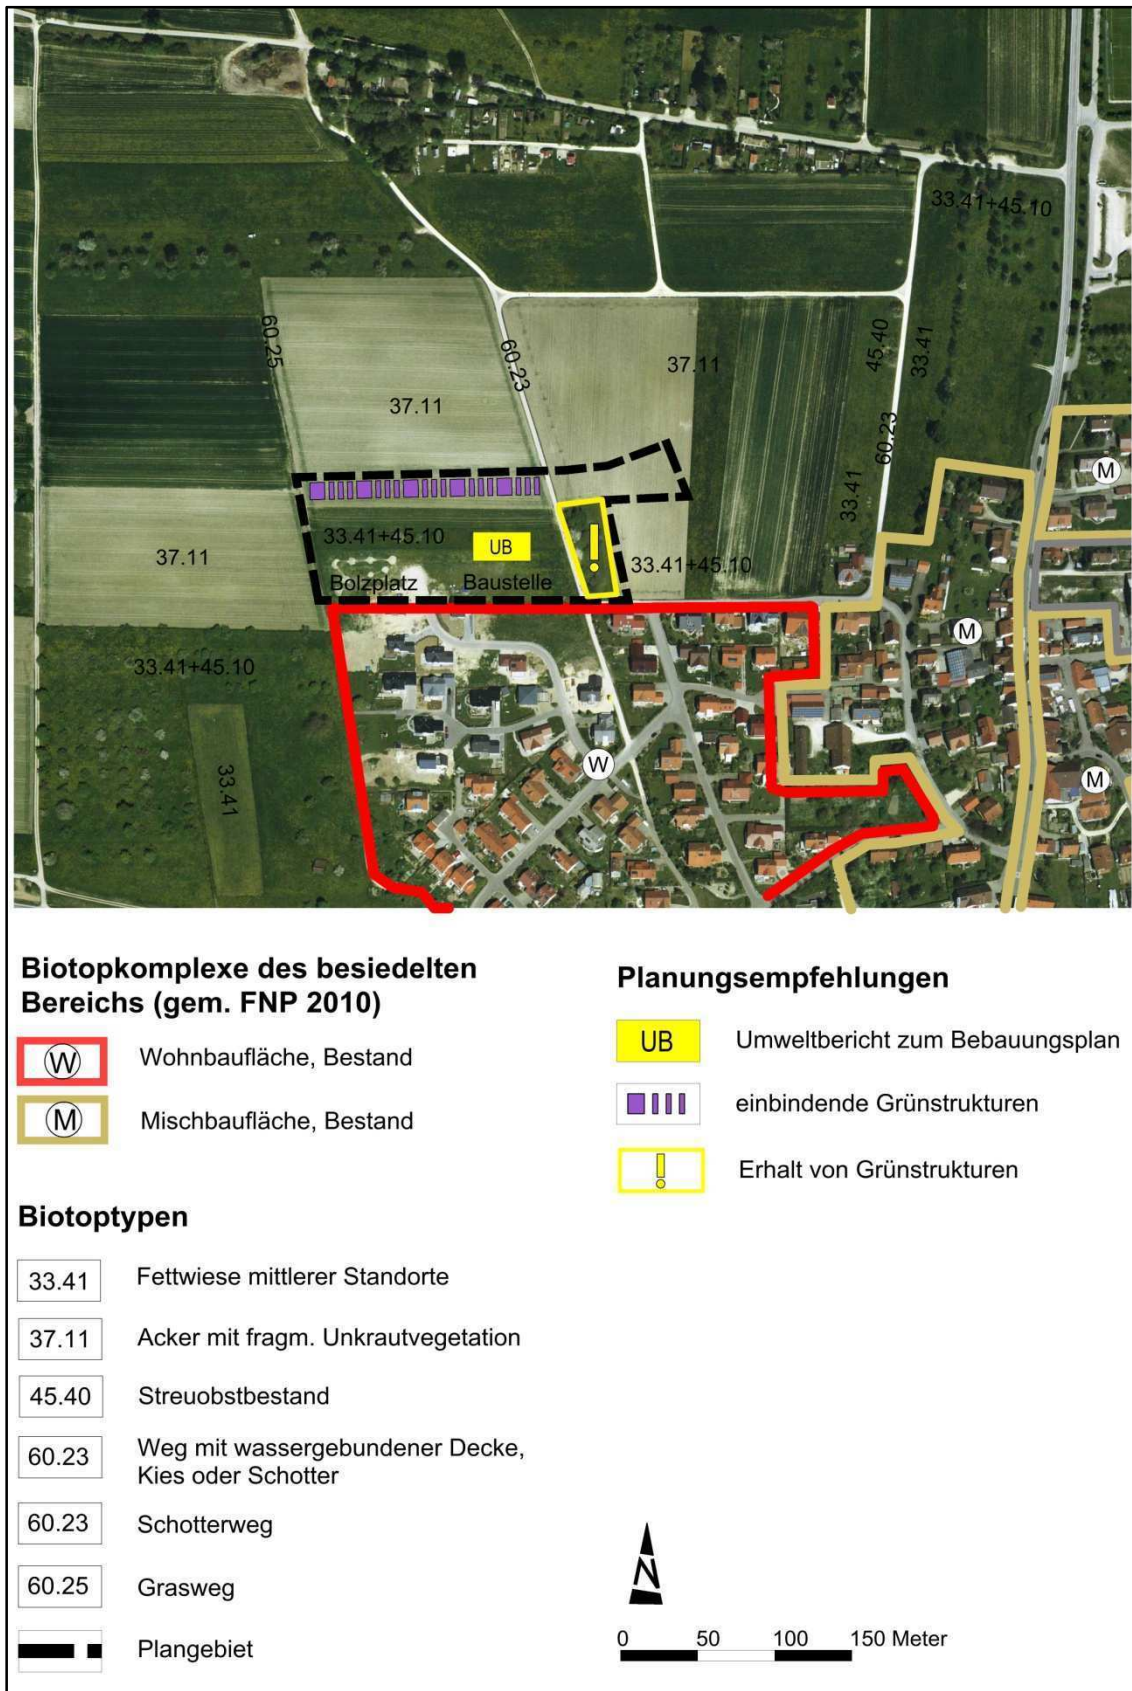 33.41+45.10
60.25
60.23
45.40
33.41
37.11
37.11
60.23
M
33.41
33.41+45.10
UB
37.11
33.41+45.10
Bolzplatz
Baustelle
M
33.41+45.10
33.41
W
M
Biotopkomplexe des besiedelten
Bereichs (gem. FNP 2010)
W
Wohnbaufläche, Bestand
M
Mischbaufläche, Bestand
Planungsempfehlungen
UB
Umweltbericht zum Bebauungsplan
einbindende Grünstrukturen
!
Erhalt von Grünstrukturen
Biotoptypen
33.41
Fettwiese mittlerer Standorte
37.11
Acker mit fragm. Unkrautvegetation
45.40
Streuobstbestand
60.23
Weg mit wassergebundener Decke,
Kies oder Schotter
60.23
Schotterweg
60.25
Grasweg
Plangebiet
N
0 50 100 150 Meter